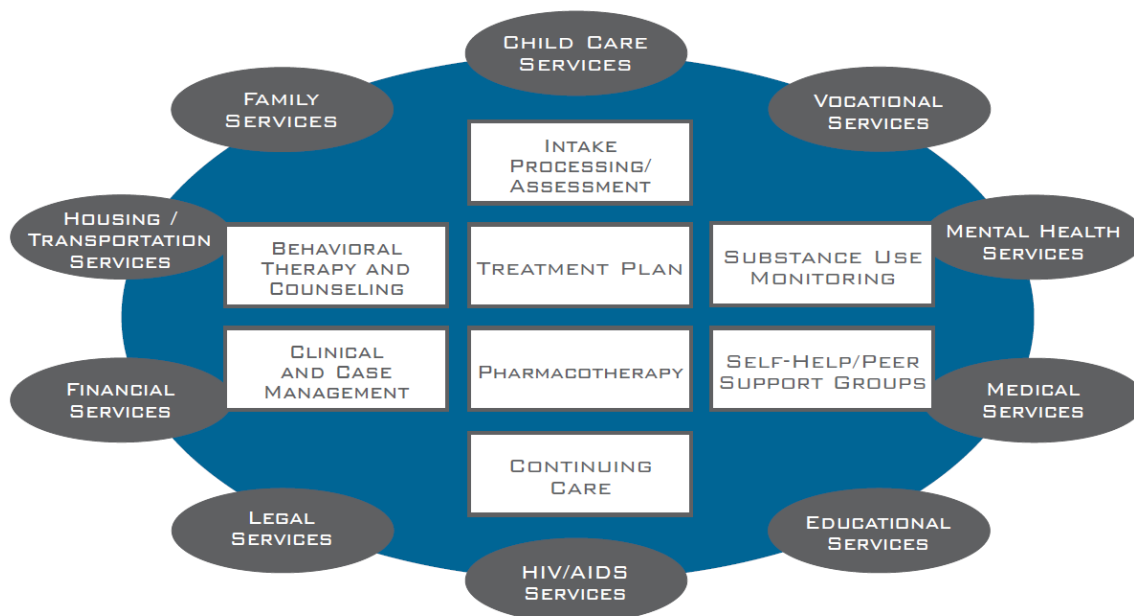 Child Care
Services
Family
Services
Vocational
Services
Intake
Processing/
Assessment
Housing /
Transportation
Services
Behavioral
Therapy and
Counseling
Treatment Plan
Substance Use
Monitoring
Mental Health
Services
Financial
Services
Clinical
and Case
Management
Pharmacotherapy
Self-Help/Peer
Support Groups
Medical
Services
Continuing
Care
Legal
Services
Educational
Services
HIV/AIDS
Services